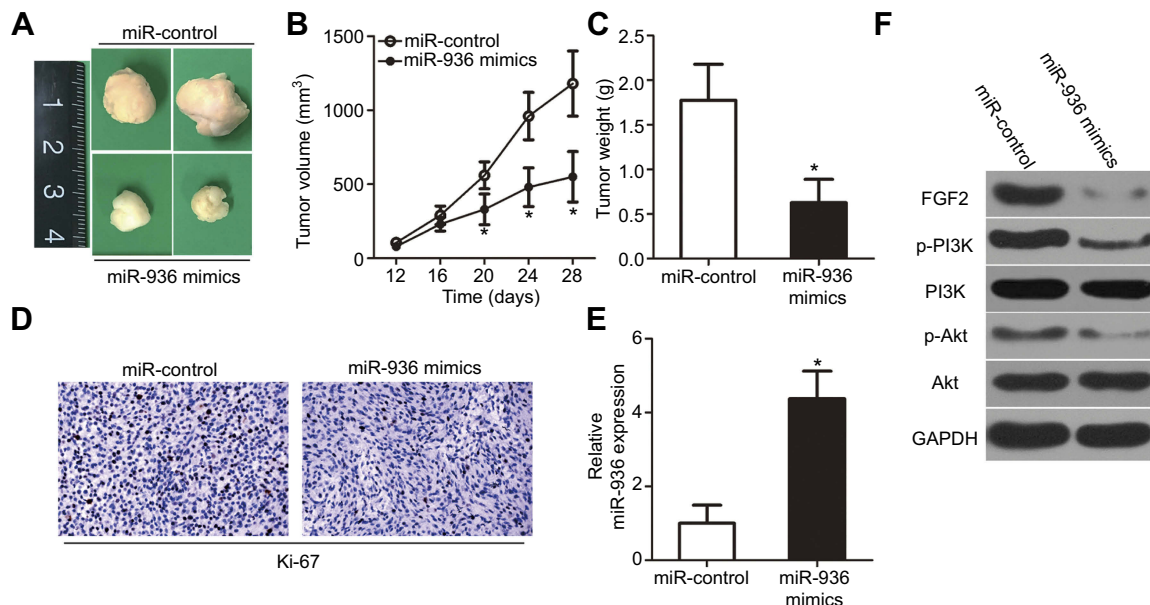 A
miR-control
1
2
3
4
miR-936 mimics
B
1500
1000
500
0
Tumor volume (mm³)
miR-control
miR-936 mimics
*
*
*
12
16
20
24
28
Time (days)
C
2.5
2.0
1.5
1.0
0.5
0.0
Tumor weight (g)
*
miR-control
miR-936
mimics
D
miR-control
miR-936 mimics
Ki-67
E
6
4
2
0
Relative
miR-936 expression
*
miR-control
miR-936
mimics
F
miR-control
miR-936 mimics
FGF2
p-PI3K
PI3K
p-Akt
Akt
GAPDH